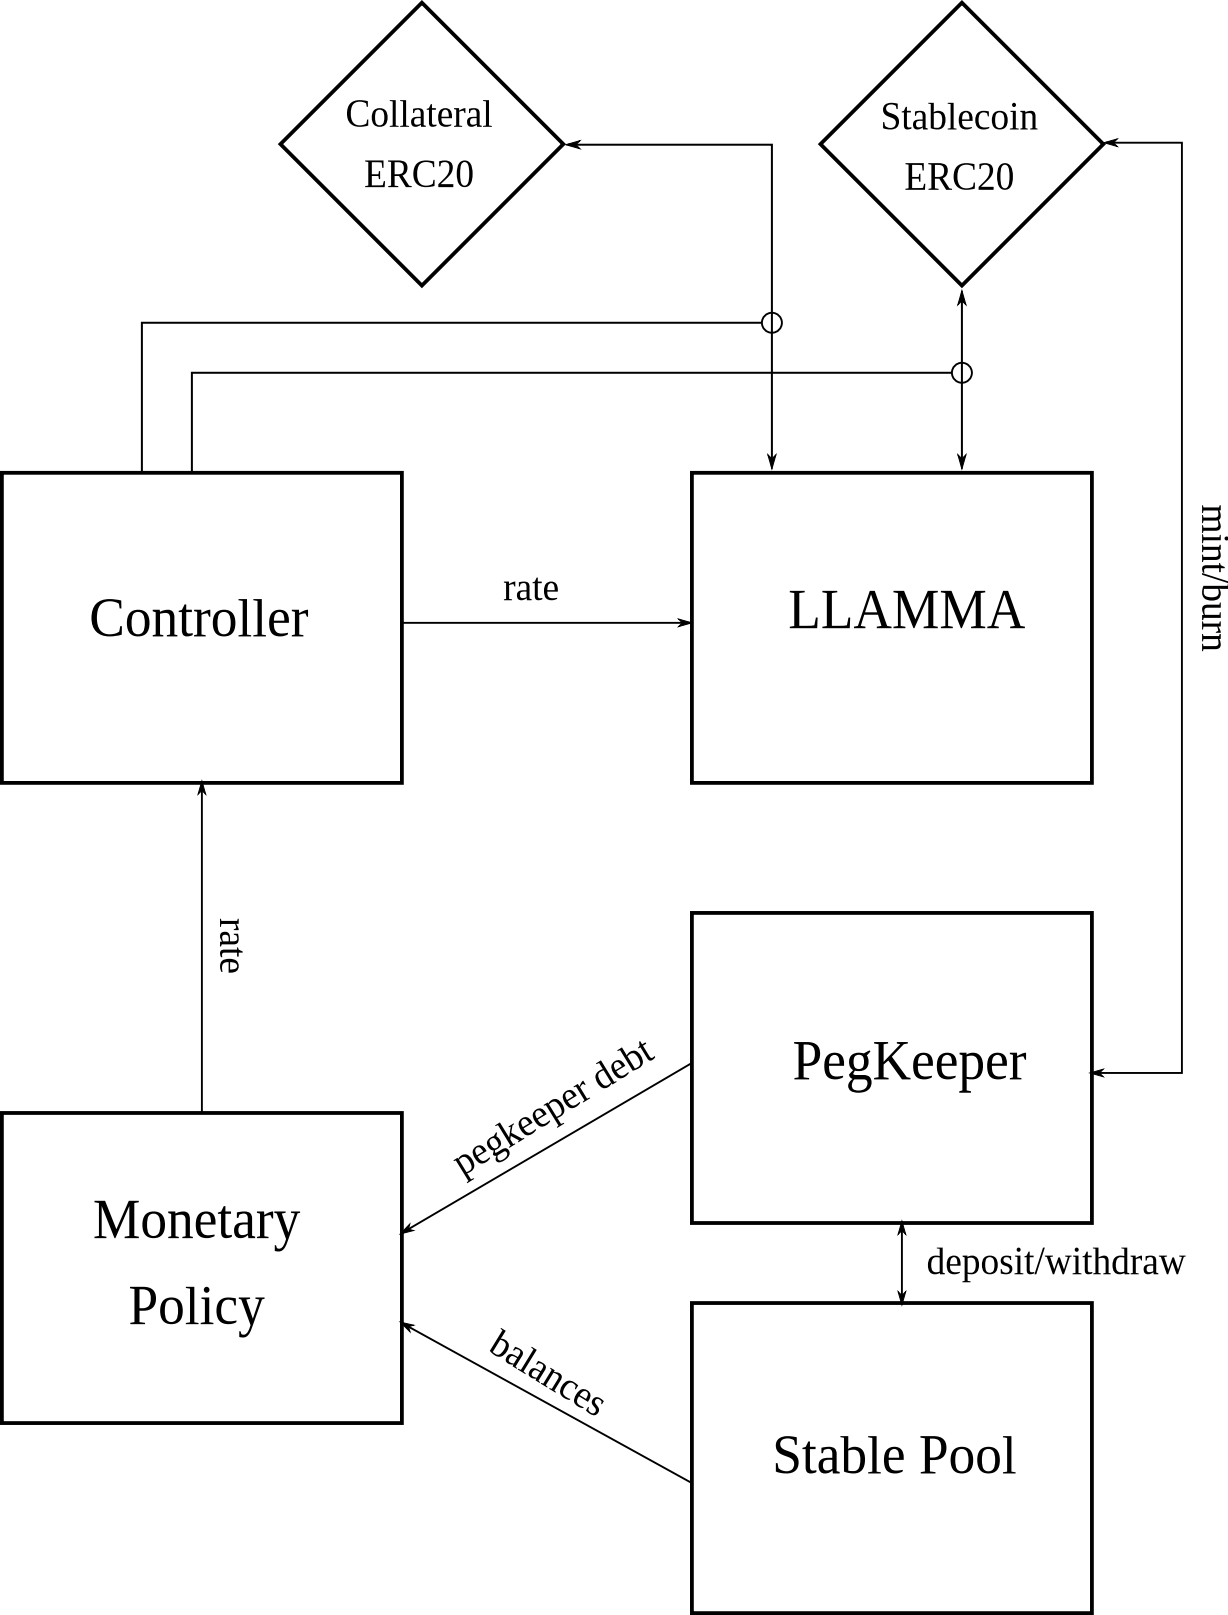 Collateral
ERC20
Stablecoin
ERC20
Controller
rate
LLAMMA
mint/burn
rate
PegKeeper
pegkeeper debt
Monetary
Policy
deposit/withdraw
balances
Stable Pool